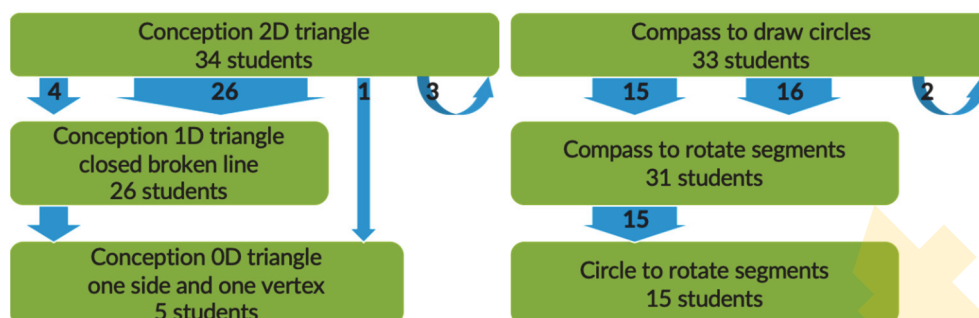 Conception 2D triangle
34 students
4
26
1
3
Conception 1D triangle
closed broken line
26 students
Conception 0D triangle
one side and one vertex
5 students
Compass to draw circles
33 students
15
16
2
Compass to rotate segments
31 students
15
Circle to rotate segments
15 students